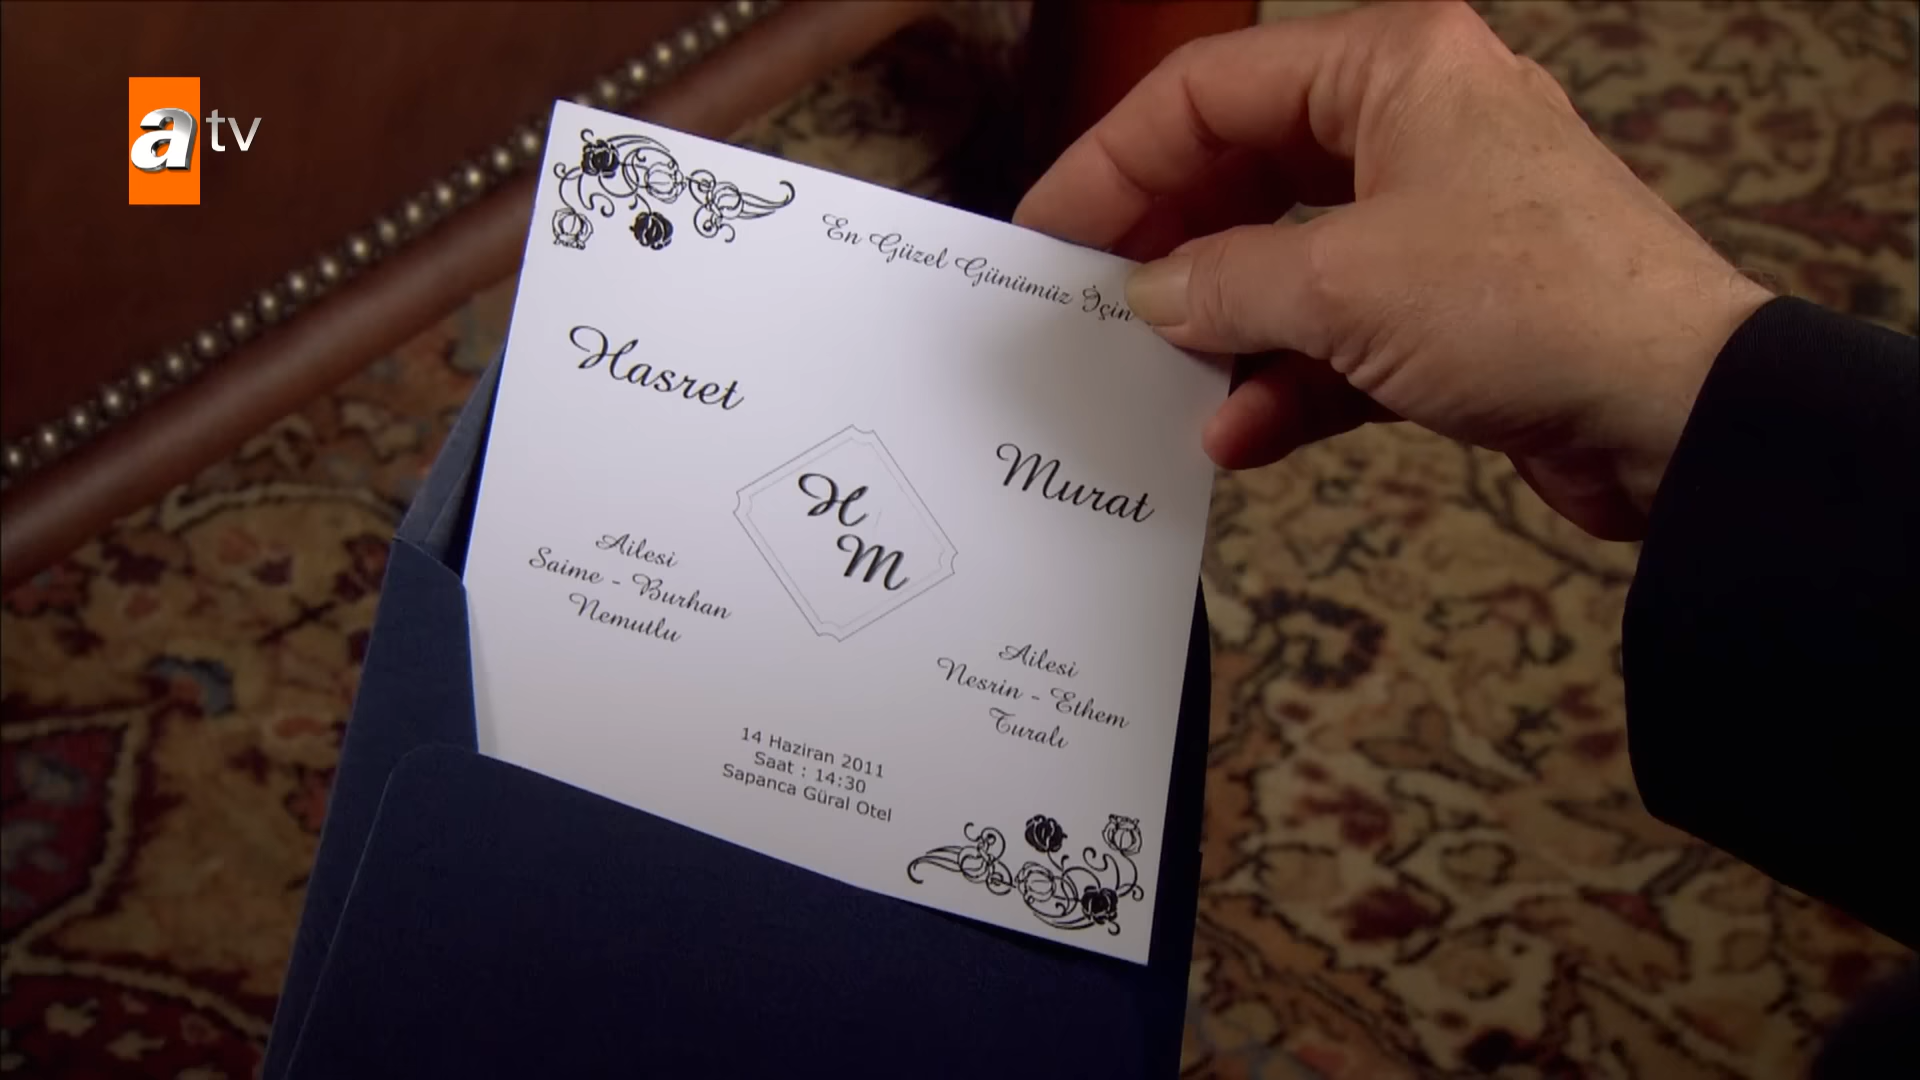 atv
En Güzel Günümüz İçin
Hasret
Murat
H
M
Ailesi
Saime - Burhan
Nemutlu
Ailesi
Nesrin - Ethem
Turalı
14 Haziran 2011
Saat : 14:30
Sapanca Güral Otel